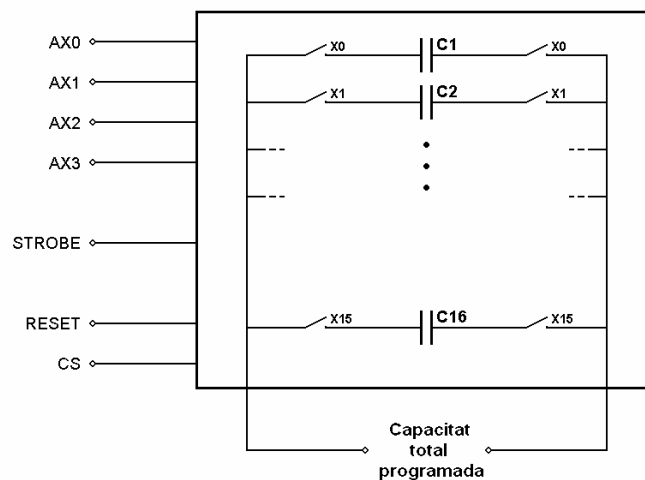 AX0
AX1
AX2
AX3
STROBE
RESET
CS
X0 C1 X0
X1 C2 X1
X15 C16 X15
Capacitat
total
programada